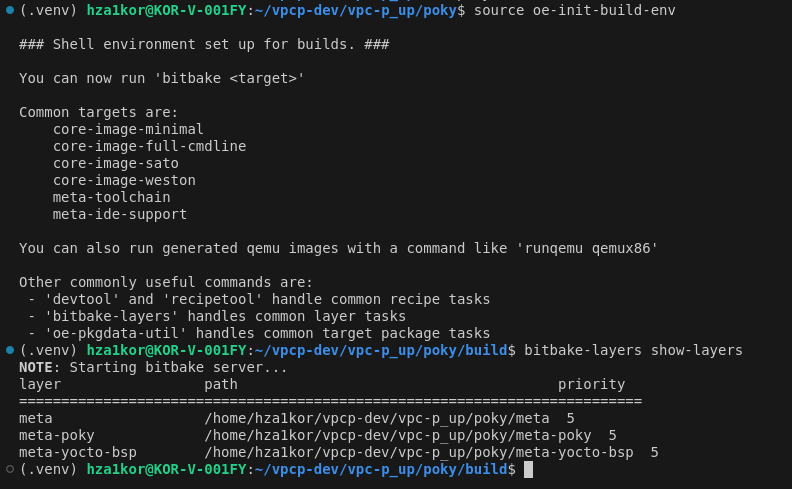 (.venv) hza1kor@KOR-V-001FY:~/vpcp-dev/vpc-p_up/poky$ source oe-init-build-env
### Shell environment set up for builds. ###
You can now run 'bitbake <target>'
Common targets are:
    core-image-minimal
    core-image-full-cmdline
    core-image-sato
    core-image-weston
    meta-toolchain
    meta-ide-support
You can also run generated qemu images with a command like 'runqemu qemux86'
Other commonly useful commands are:
 - 'devtool' and 'recipetool' handle common recipe tasks
 - 'bitbake-layers' handles common layer tasks
 - 'oe-pkgdata-util' handles common target package tasks
(.venv) hza1kor@KOR-V-001FY:~/vpcp-dev/vpc-p_up/poky/build$ bitbake-layers show-layers
NOTE: Starting bitbake server...
layer                 path                                      priority
==========================================================================
meta                  /home/hza1kor/vpcp-dev/vpc-p_up/poky/meta  5
meta-poky             /home/hza1kor/vpcp-dev/vpc-p_up/poky/meta-poky  5
meta-yocto-bsp        /home/hza1kor/vpcp-dev/vpc-p_up/poky/meta-yocto-bsp  5
(.venv) hza1kor@KOR-V-001FY:~/vpcp-dev/vpc-p_up/poky/build$